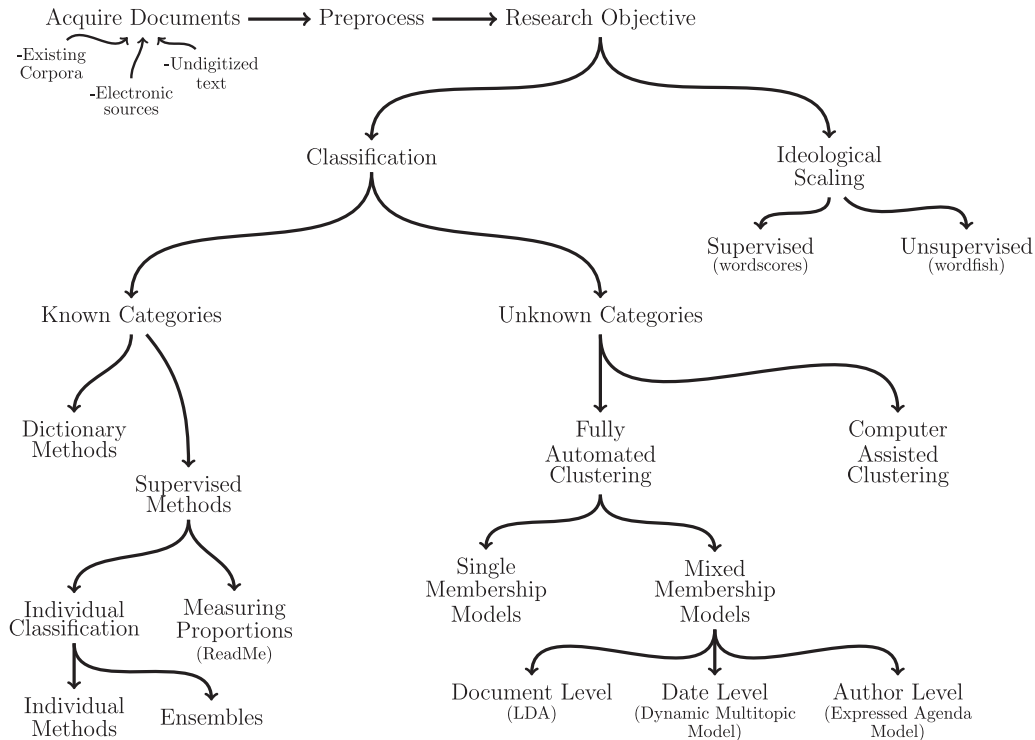 Acquire Documents
Preprocess
Research Objective
-Existing
Corpora
-Undigitized
text
-Electronic
sources
Classification
Ideological
Scaling
Supervised
(wordscores)
Unsupervised
(wordfish)
Known Categories
Unknown Categories
Dictionary
Methods
Fully
Automated
Clustering
Computer
Assisted
Clustering
Supervised
Methods
Single
Membership
Models
Mixed
Membership
Models
Individual
Classification
Measuring
Proportions
(ReadMe)
Individual
Methods
Ensembles
Document Level
(LDA)
Date Level
(Dynamic Multitopic
Model)
Author Level
(Expressed Agenda
Model)